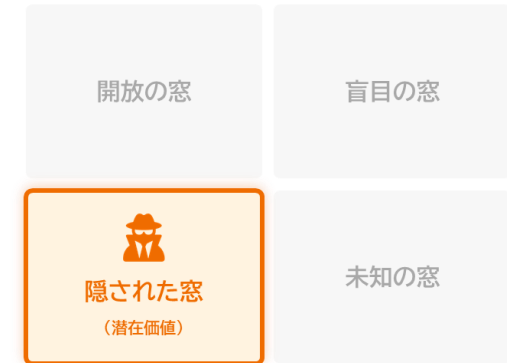 開放の窓
盲目の窓
隠された窓
（潜在価値）
未知の窓